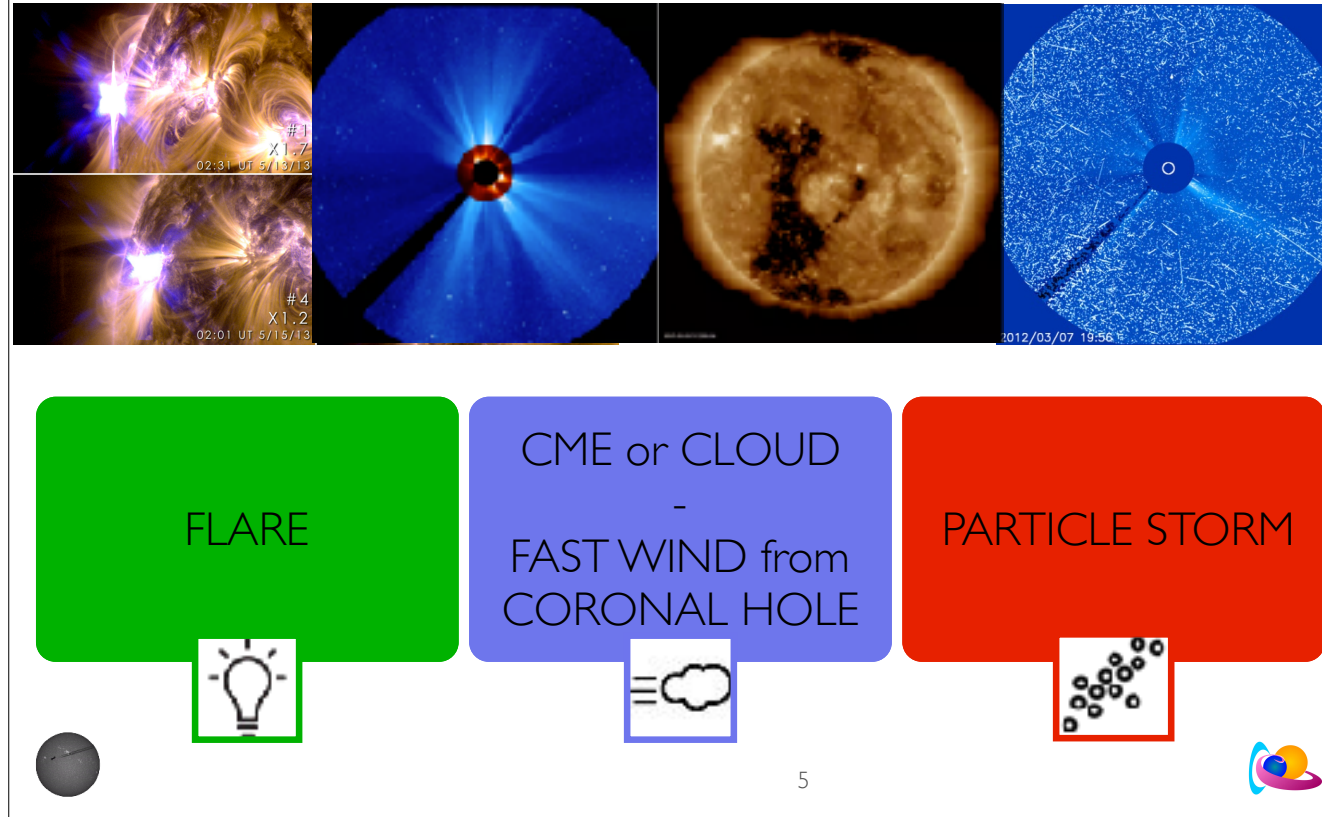 #1
X1.7
02:31 UT 5/13/13
#4
X1.2
02:01 UT 5/15/13
2012/03/07 19:56
FLARE
CME or CLOUD
-
FAST WIND from
CORONAL HOLE
PARTICLE STORM
5